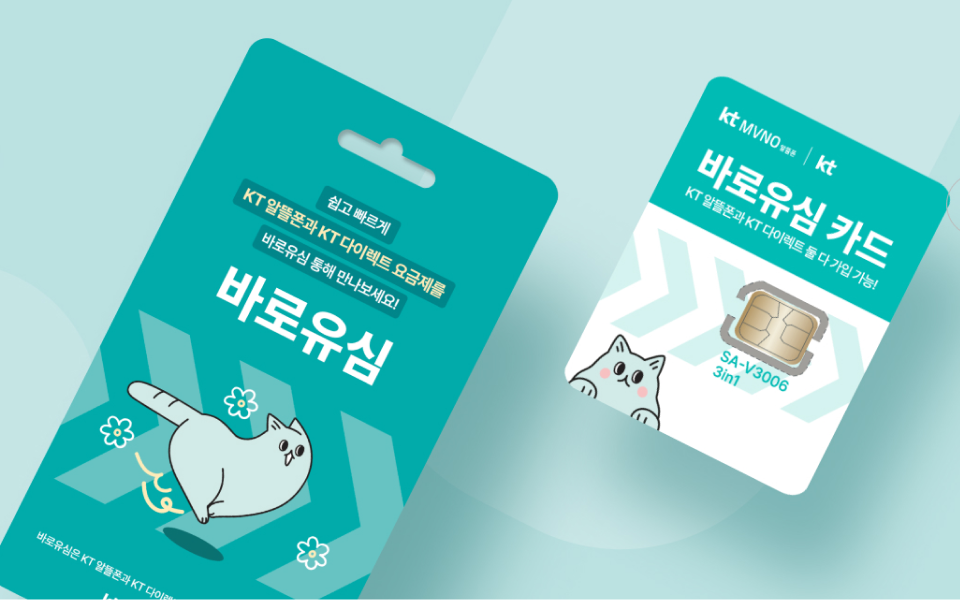 쉽고 빠르게
KT 알뜰폰과 KT 다이렉트 요금제를
바로유심 통해 만나보세요!
바로유심
바로유심은 KT 알뜰폰과 KT 다이렉
kt MVNO 알뜰폰 | kt
바로유심 카드
KT 알뜰폰과 KT 다이렉트 둘 다 가입 가능!
SA-V3006
3in1